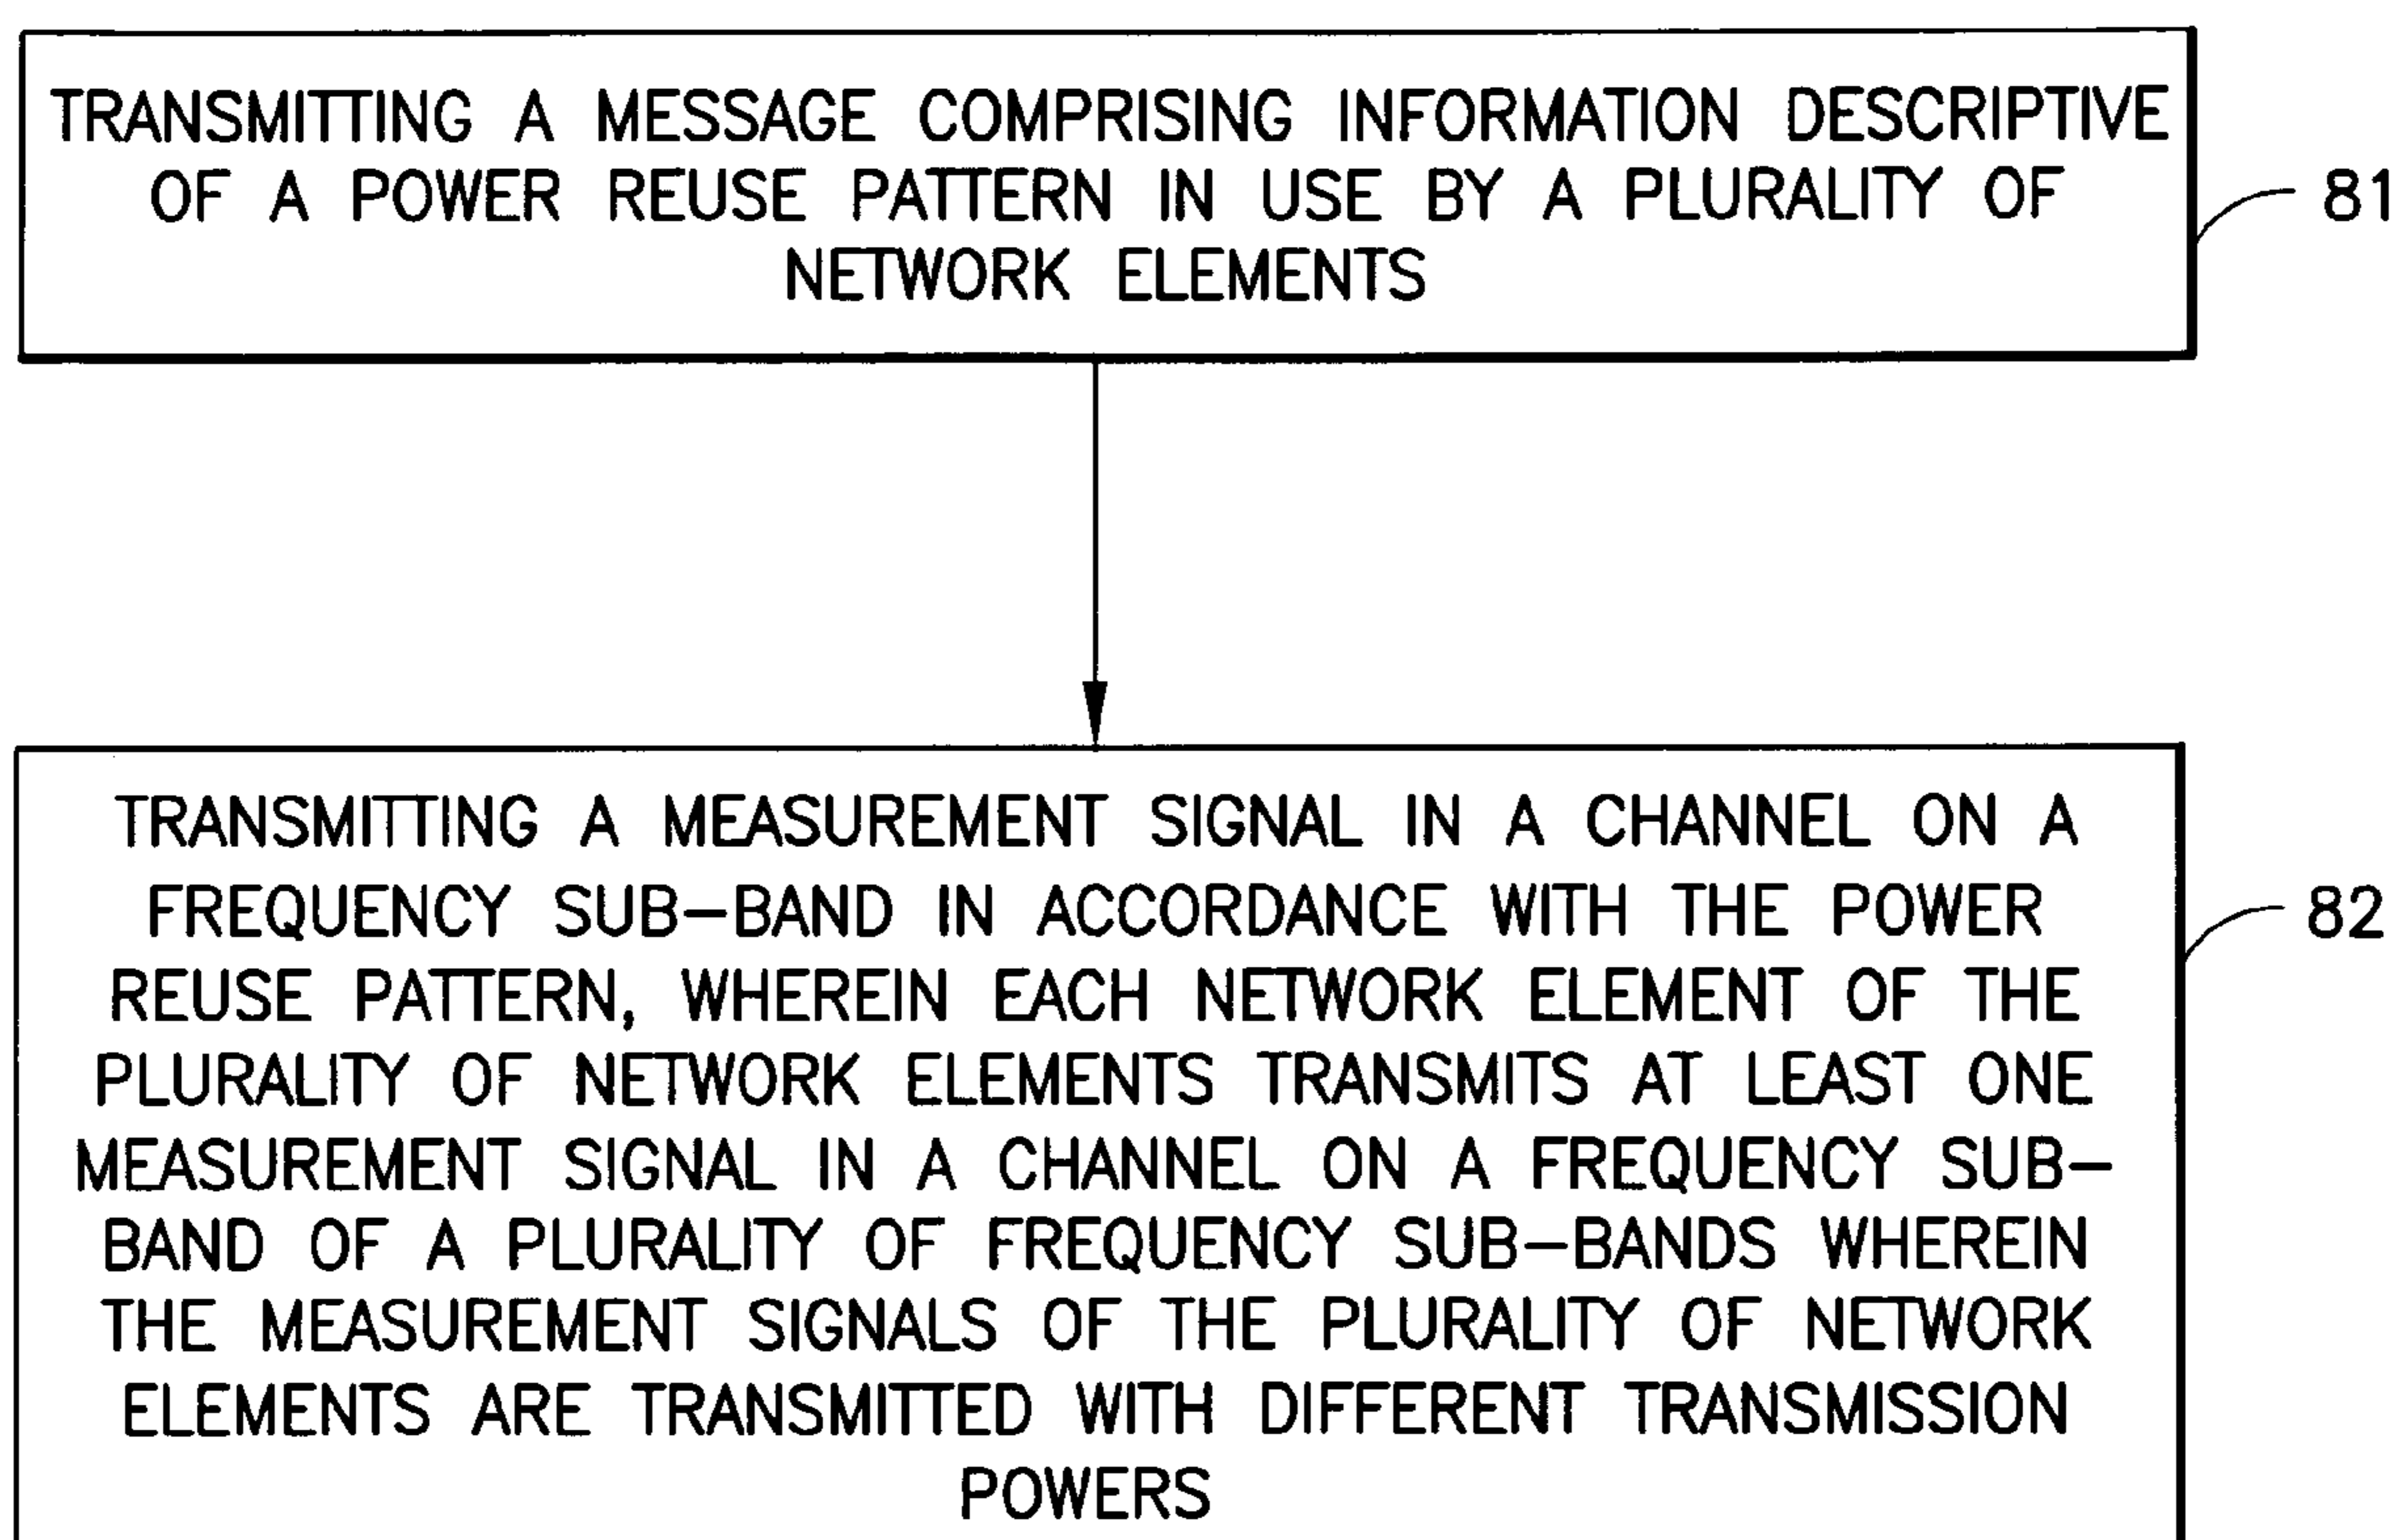 TRANSMITTING A MESSAGE COMPRISING INFORMATION DESCRIPTIVE
OF A POWER REUSE PATTERN IN USE BY A PLURALITY OF
NETWORK ELEMENTS
81
TRANSMITTING A MEASUREMENT SIGNAL IN A CHANNEL ON A
FREQUENCY SUB-BAND IN ACCORDANCE WITH THE POWER
REUSE PATTERN, WHEREIN EACH NETWORK ELEMENT OF THE
PLURALITY OF NETWORK ELEMENTS TRANSMITS AT LEAST ONE
MEASUREMENT SIGNAL IN A CHANNEL ON A FREQUENCY SUB-
BAND OF A PLURALITY OF FREQUENCY SUB-BANDS WHEREIN
THE MEASUREMENT SIGNALS OF THE PLURALITY OF NETWORK
ELEMENTS ARE TRANSMITTED WITH DIFFERENT TRANSMISSION
POWERS
82